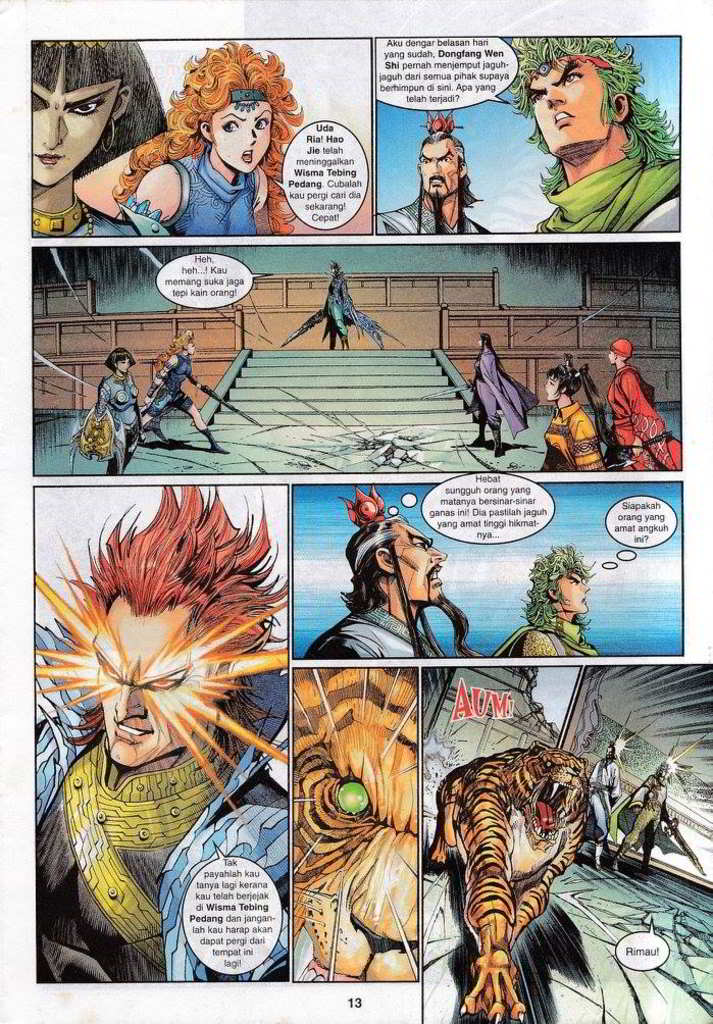 Uda
Ria! Hao
Jie telah
meninggalkan
Wisma Tebing
Pedang. Cubalah
kau pergi cari dia
sekarang!
Cepat!
Aku dengar belasan hari
yang sudah, Dongfang Wen
Shi pernah menjemput jaguh-
jaguh dari semua pihak supaya
berhimpun di sini. Apa yang
telah terjadi?
Heh,
heh...! Kau
memang suka jaga
tepi kain orang!
Tak
payahlah kau
tanya lagi kerana
kau telah berjejak
di Wisma Tebing
Pedang dan jangan-
lah kau harap akan
dapat pergi dari
tempat ini
lagi!
Hebat
sungguh orang yang
matanya bersinar-sinar
ganas ini! Dia pastilah jaguh
yang amat tinggi hikmat-
nya...
Siapakah
orang yang
amat angkuh
ini?
AUM!
Rimau!
13